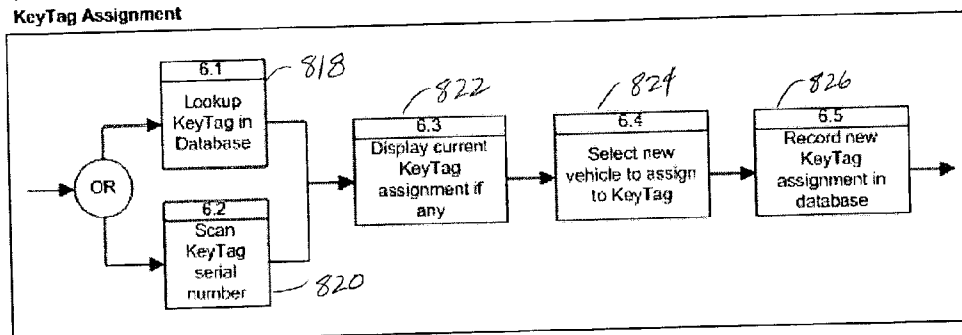 KeyTag Assignment
6.1
818
Lookup
KeyTag in
Database
OR
6.2
Scan
KeyTag
serial
number
820
822
6.3
Display current
KeyTag
assignment if
any
824
6.4
Select new
vehicle to assign
to KeyTag
826
6.5
Record new
KeyTag
assignment in
database